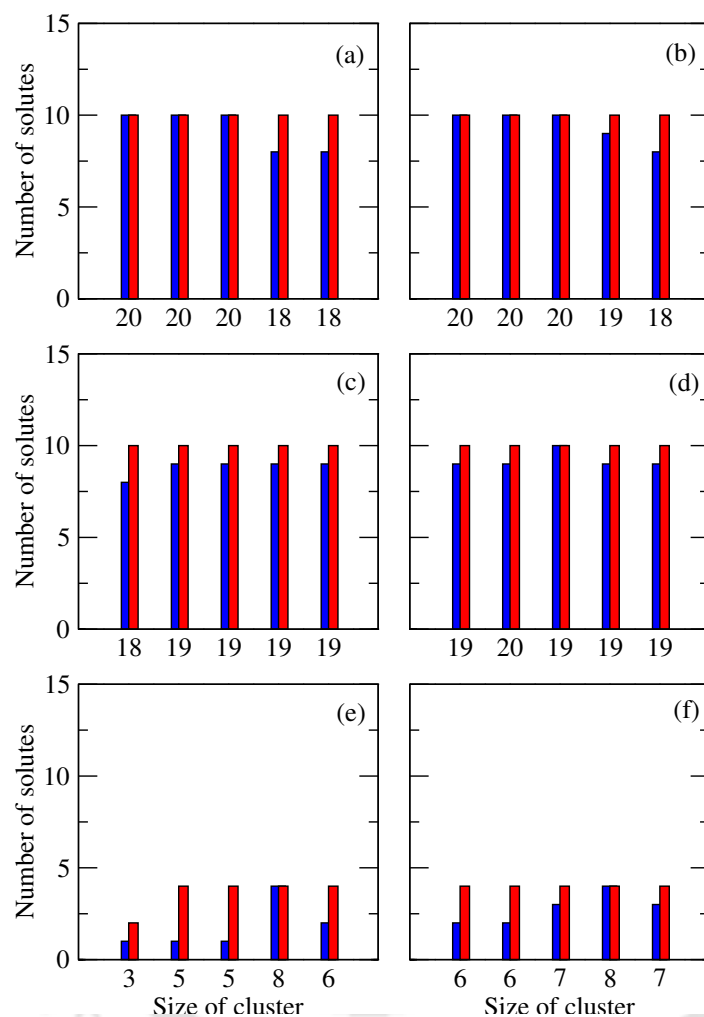 15
(a)
(b)
10
5
0
Number of solutes
20 20 20 18 18
20 20 20 19 18
15
(c)
(d)
10
5
0
Number of solutes
18 19 19 19 19
19 20 19 19 19
15
(e)
(f)
10
5
0
Number of solutes
3 5 5 8 6
6 6 7 8 7
Size of cluster
Size of cluster